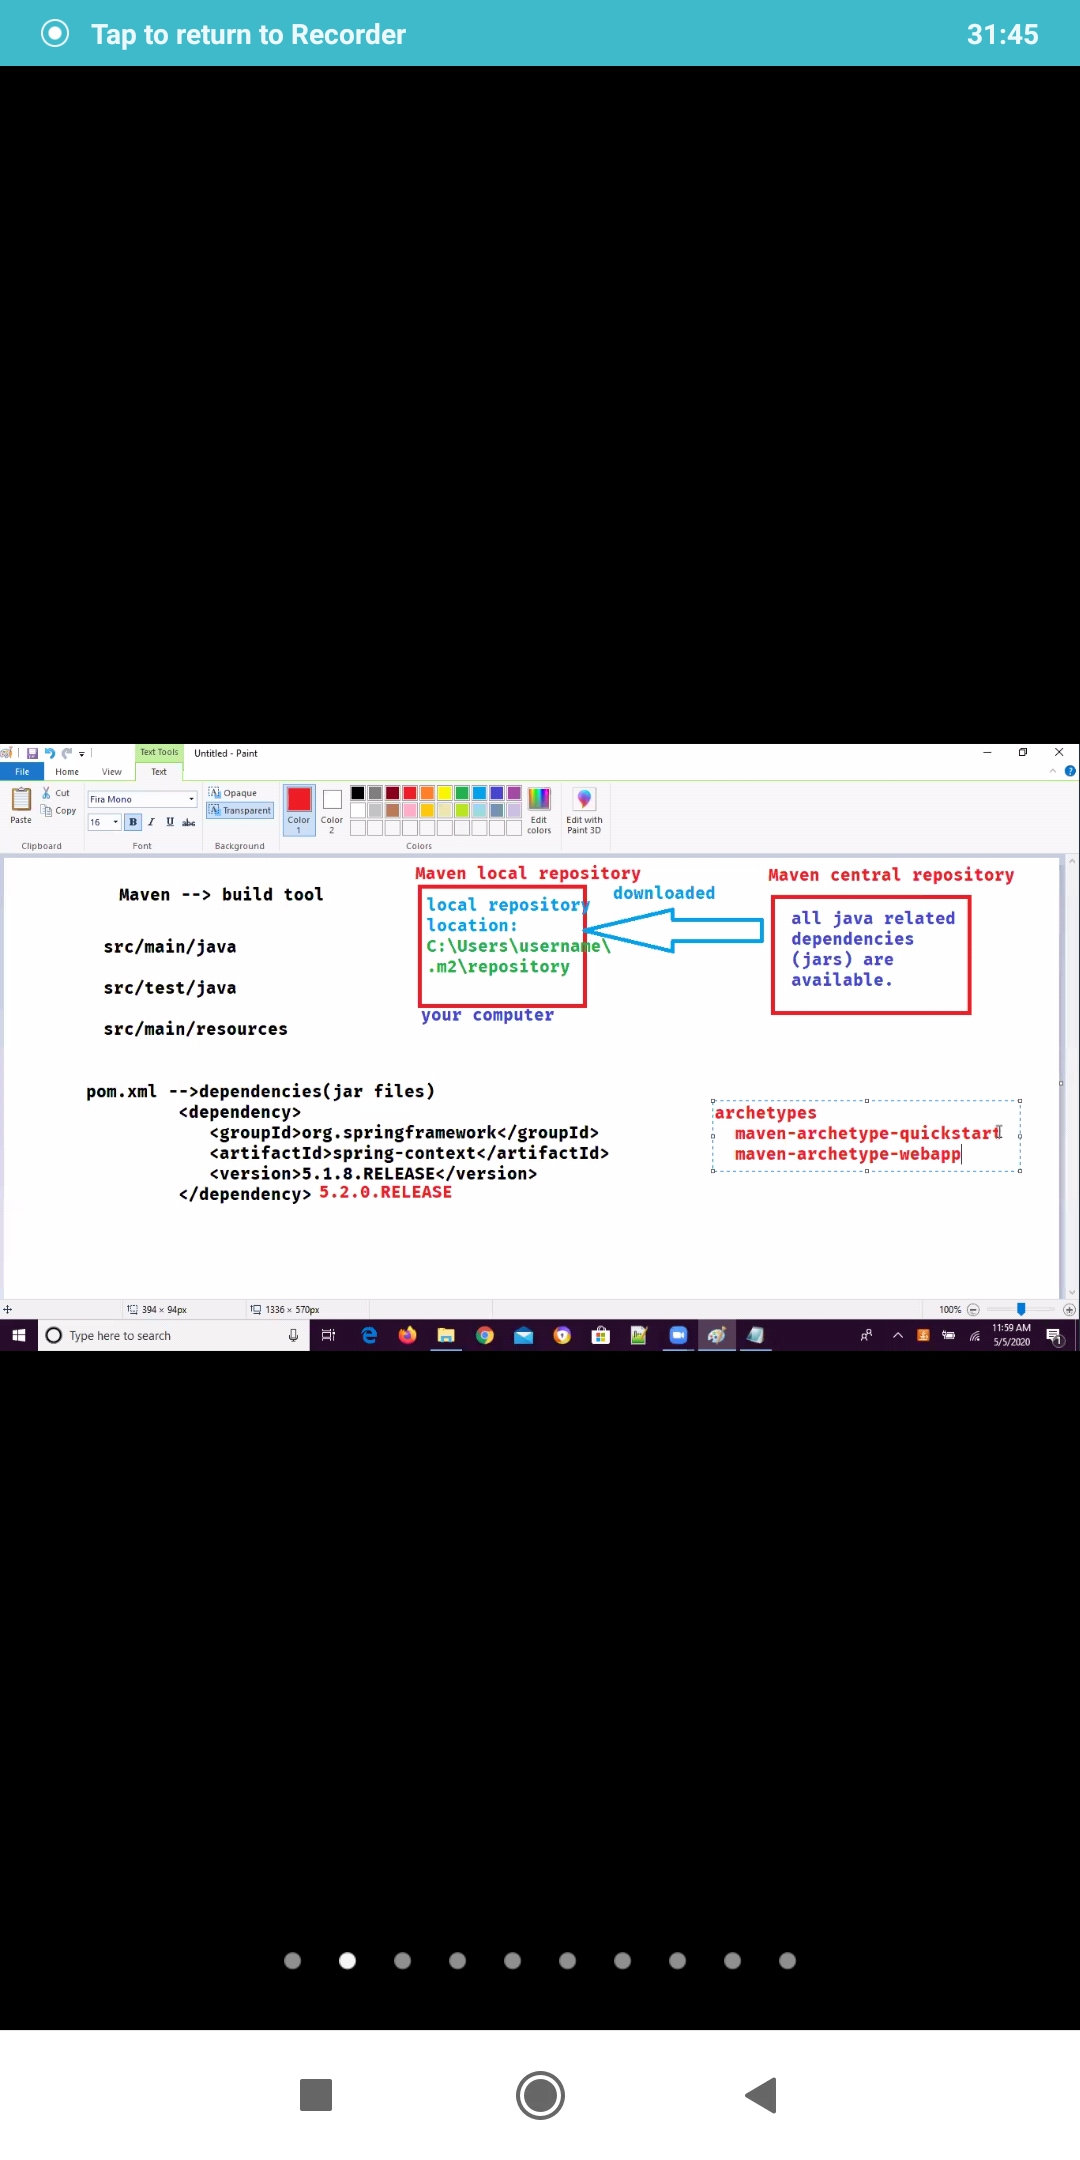 Tap to return to Recorder
31:45
Text Tools
Untitled - Paint
File
Home
View
Text
Paste
Cut
Copy
Clipboard
Fira Mono
16
B I U abc
Font
Opaque
Transparent
Background
Color 1
Color 2
Colors
Edit colors
Edit with Paint 3D
Maven --> build tool
src/main/java
src/test/java
src/main/resources
Maven local repository
local repository
location:
C:\Users\username\
.m2\repository
your computer
downloaded
Maven central repository
all java related
dependencies
(jars) are
available.
pom.xml -->dependencies(jar files)
<dependency>
<groupId>org.springframework</groupId>
<artifactId>spring-context</artifactId>
<version>5.1.8.RELEASE</version>
</dependency> 5.2.0.RELEASE
archetypes
maven-archetype-quickstart
maven-archetype-webapp
394 × 94px
1336 × 570px
100%
Type here to search
11:59 AM
5/5/2020
1